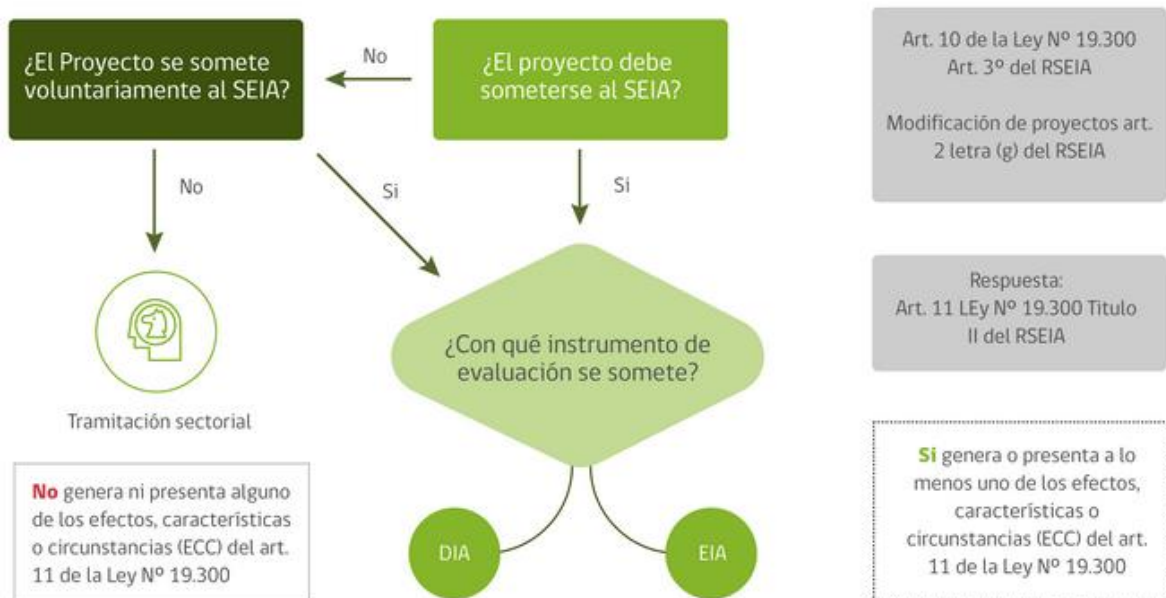 ¿El Proyecto se somete
voluntariamente al SEIA?
No
¿El proyecto debe
someterse al SEIA?
Art. 10 de la Ley Nº 19.300
Art. 3º del RSEIA
Modificación de proyectos art.
2 letra (g) del RSEIA
No
Si
Si
¿Con qué instrumento de
evaluación se somete?
Respuesta:
Art. 11 LEy Nº 19.300 Titulo
II del RSEIA
Tramitación sectorial
No genera ni presenta alguno
de los efectos, características
o circunstancias (ECC) del art.
11 de la Ley Nº 19.300
DIA
EIA
Si genera o presenta a lo
menos uno de los efectos,
características o
circunstancias (ECC) del art.
11 de la Ley Nº 19.300